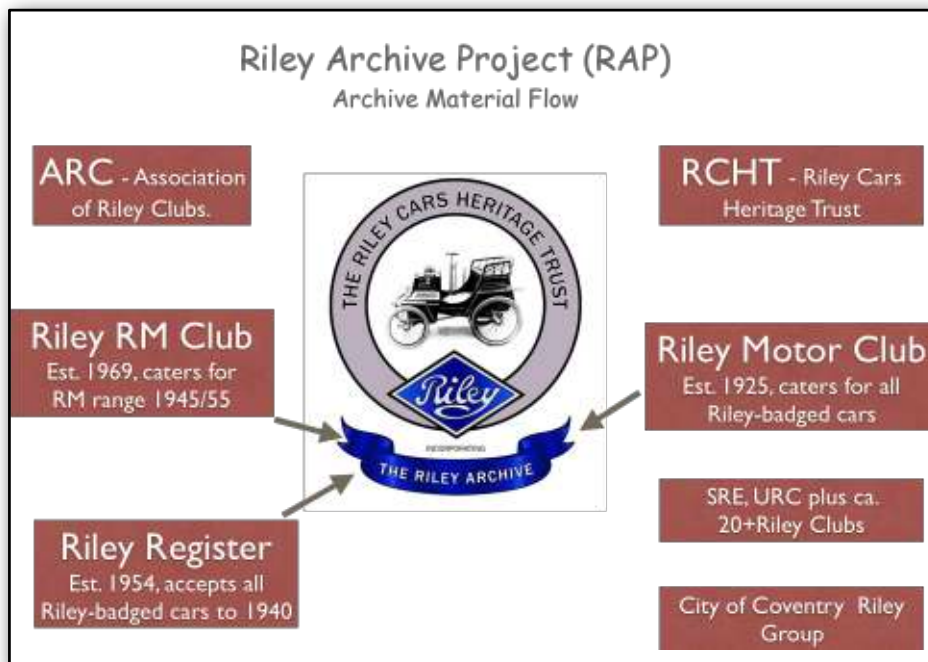 Riley Archive Project (RAP)
Archive Material Flow
ARC - Association
of Riley Clubs.
RCHT - Riley Cars
Heritage Trust
THE RILEY CARS HERITAGE TRUST
Riley
INCORPORATING
THE RILEY ARCHIVE
Riley RM Club
Est. 1969, caters for
RM range 1945/55
Riley Motor Club
Est. 1925, caters for all
Riley-badged cars
Riley Register
Est. 1954, accepts all
Riley-badged cars to 1940
SRE, URC plus ca.
20+Riley Clubs
City of Coventry Riley
Group